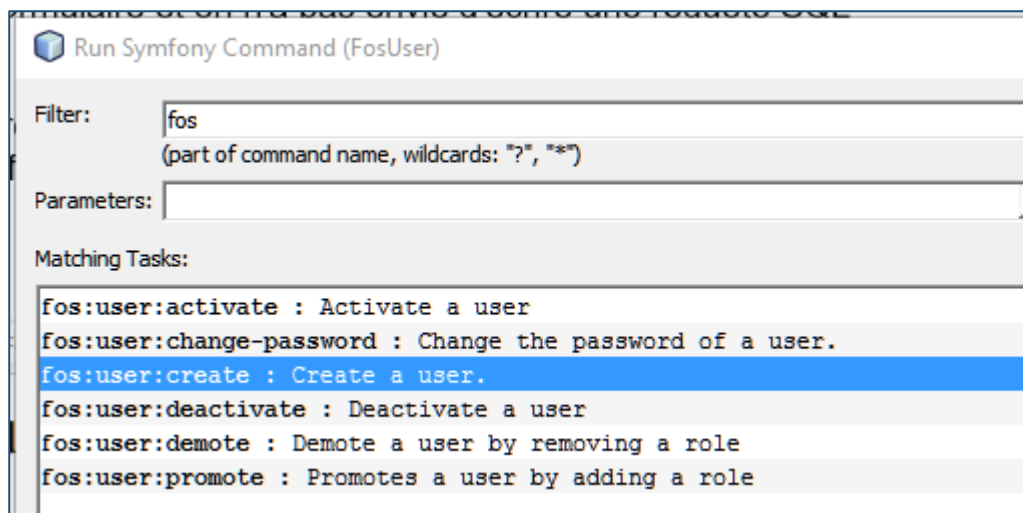 Run Symfony Command (FosUser)
Filter:
fos
(part of command name, wildcards: "?", "*")
Parameters:
Matching Tasks:
fos:user:activate : Activate a user
fos:user:change-password : Change the password of a user.
fos:user:create : Create a user.
fos:user:deactivate : Deactivate a user
fos:user:demote : Demote a user by removing a role
fos:user:promote : Promotes a user by adding a role